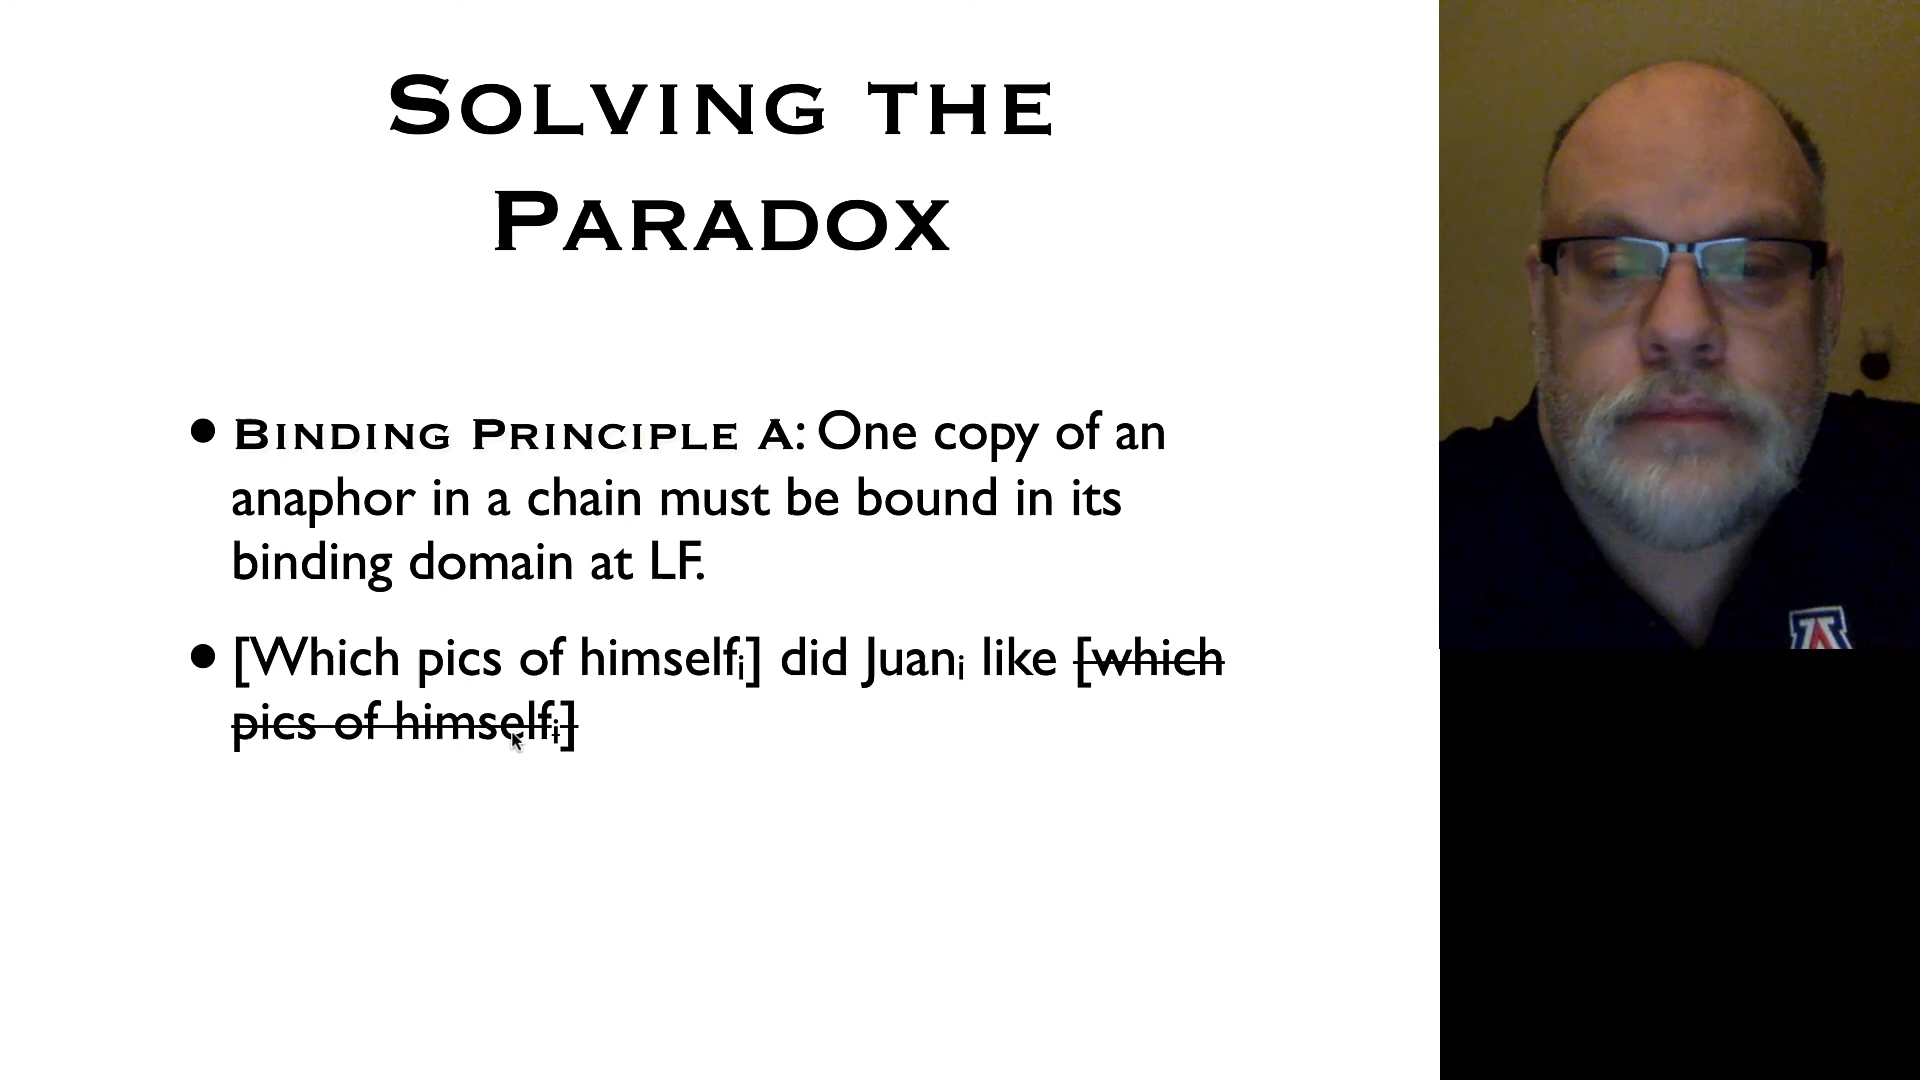 SOLVING THE
PARADOX
• BINDING PRINCIPLE A: One copy of an
anaphor in a chain must be bound in its
binding domain at LF.
• [Which pics of himselfᵢ] did Juanᵢ like [which
pics of himselfᵢ]
A